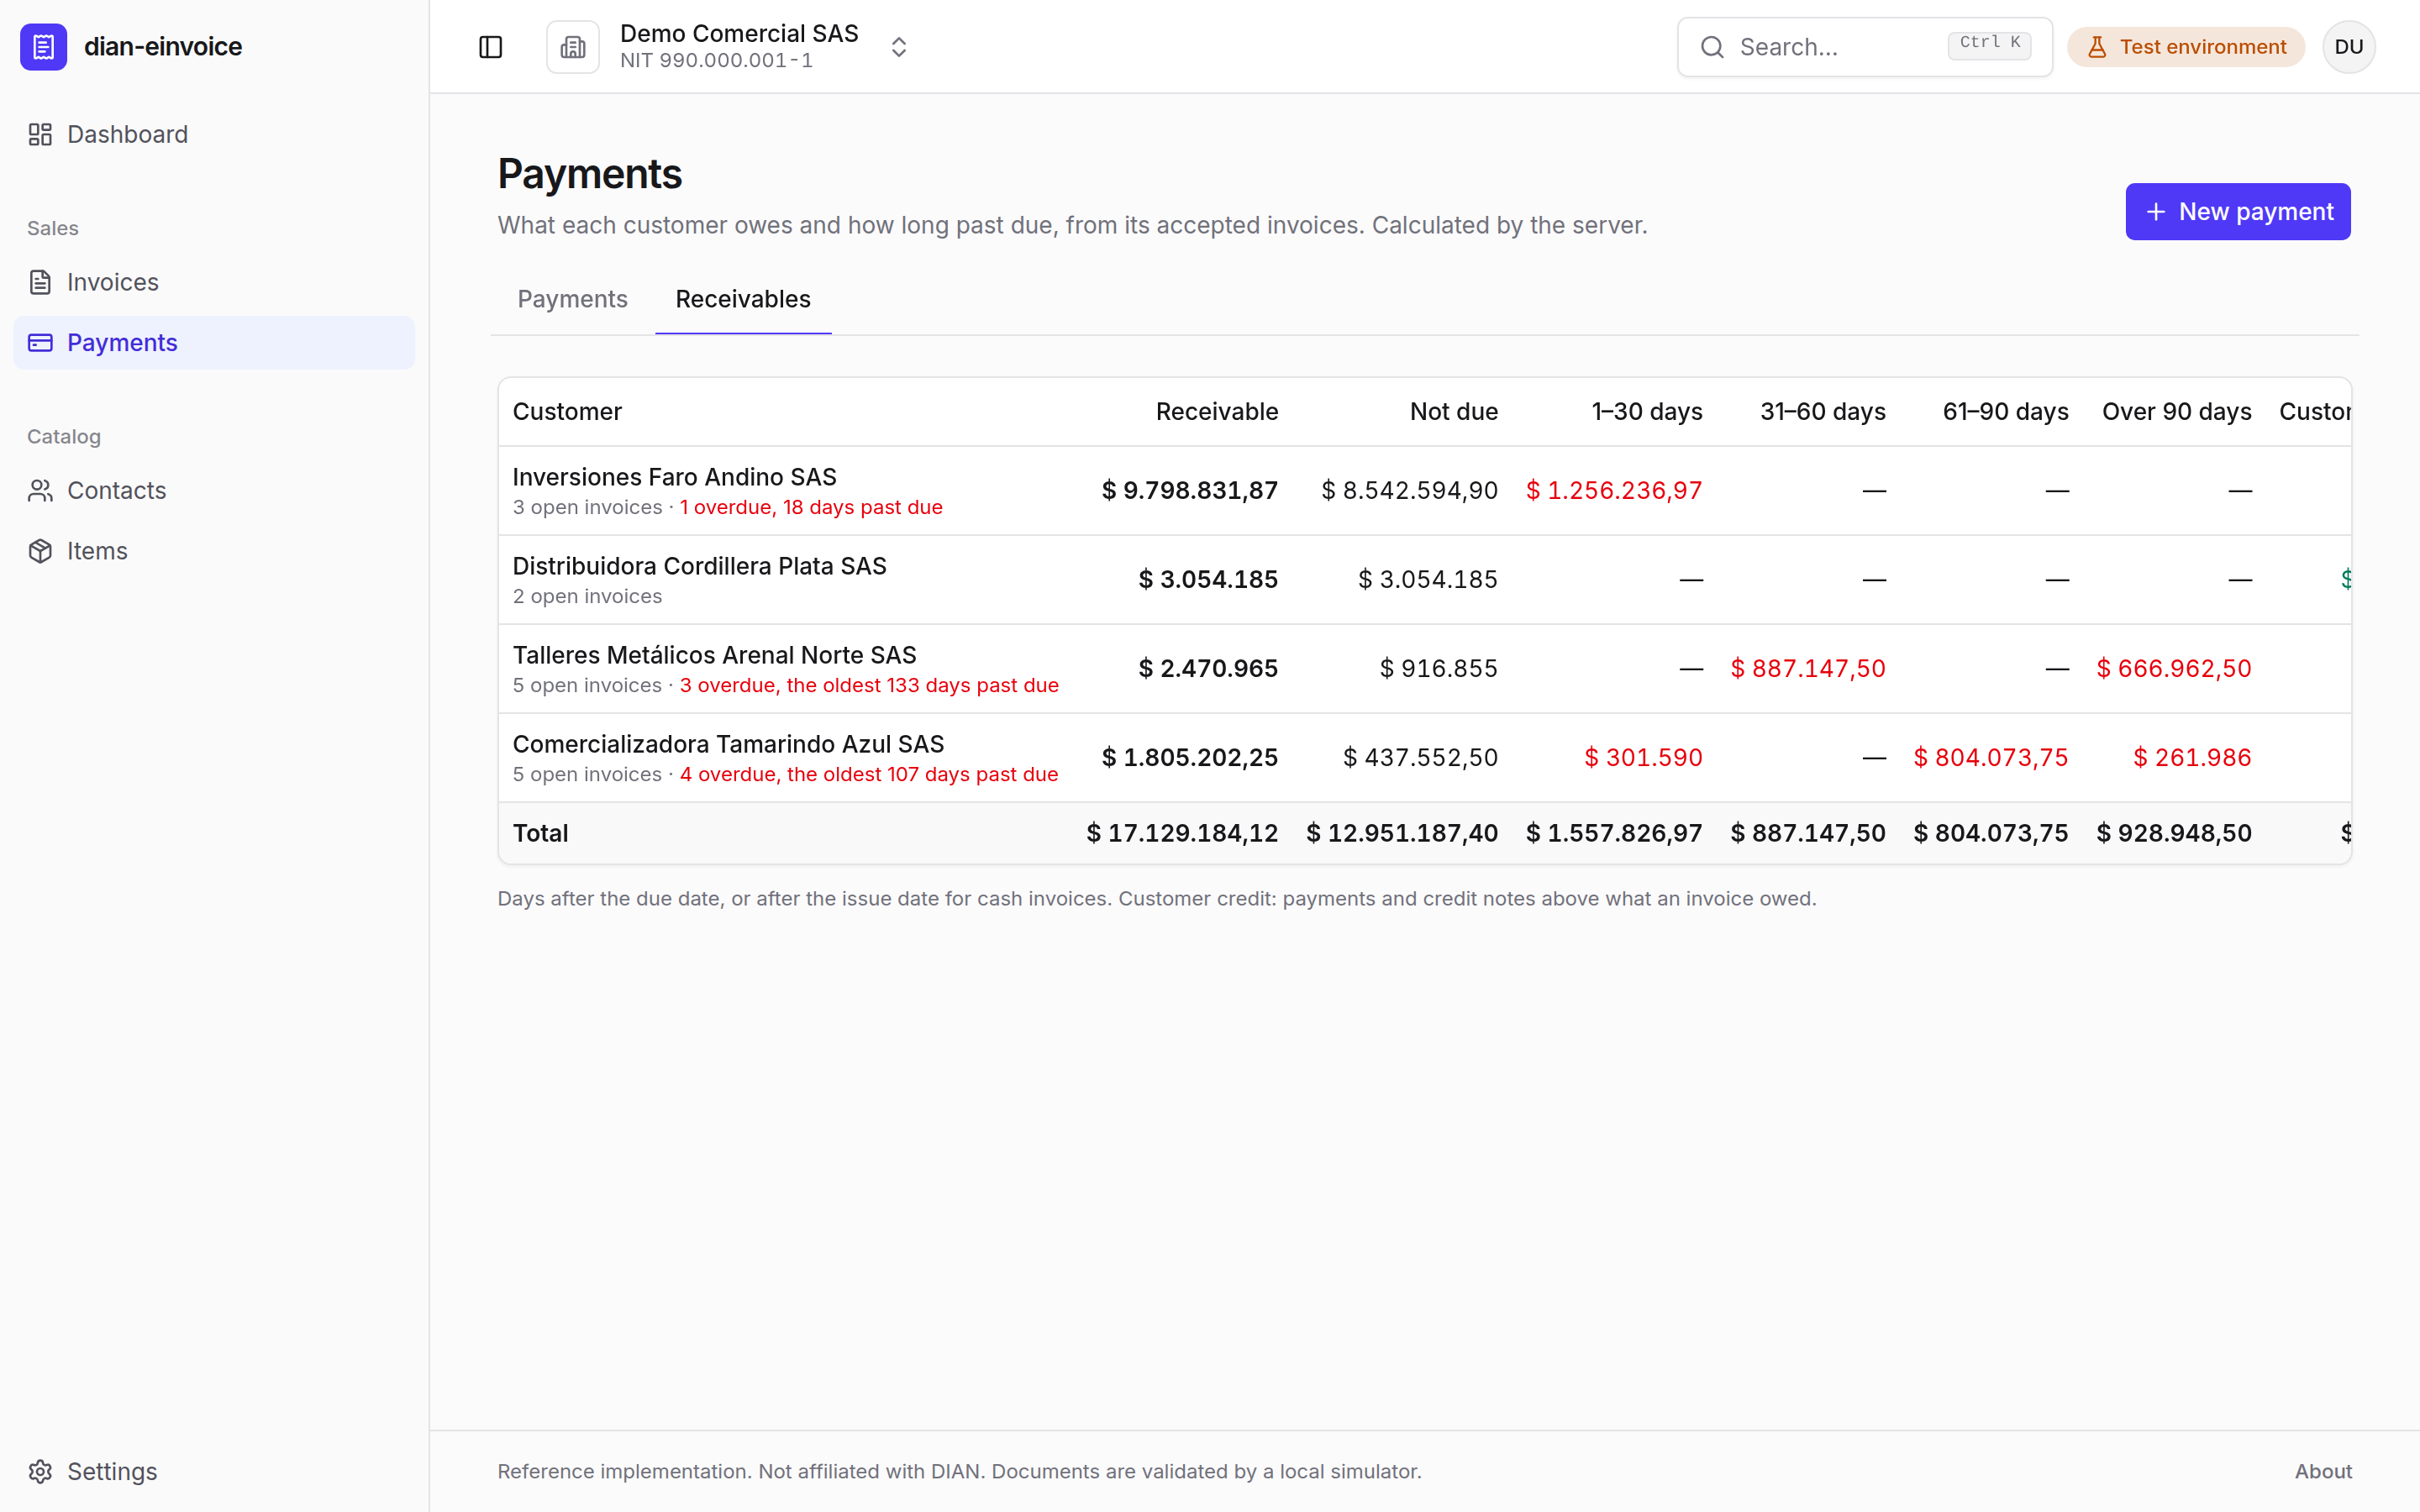 dian-einvoice
Demo Comercial SAS
NIT 990.000.001-1
Search...
Ctrl K
Test environment
DU
Dashboard
Sales
Invoices
Payments
Catalog
Contacts
Items
Settings
Payments
What each customer owes and how long past due, from its accepted invoices. Calculated by the server.
New payment
Payments Receivables
Customer Receivable Not due 1–30 days 31–60 days 61–90 days Over 90 days
Inversiones Faro Andino SAS
3 open invoices · 1 overdue, 18 days past due
$ 9.798.831,87 $ 8.542.594,90 $ 1.256.236,97 — — —
Distribuidora Cordillera Plata SAS
2 open invoices
$ 3.054.185 $ 3.054.185 — — — — $
Talleres Metálicos Arenal Norte SAS
5 open invoices · 3 overdue, the oldest 133 days past due
$ 2.470.965 $ 916.855 — $ 887.147,50 — $ 666.962,50
Comercializadora Tamarindo Azul SAS
5 open invoices · 4 overdue, the oldest 107 days past due
$ 1.805.202,25 $ 437.552,50 $ 301.590 — $ 804.073,75 $ 261.986
Total $ 17.129.184,12 $ 12.951.187,40 $ 1.557.826,97 $ 887.147,50 $ 804.073,75 $ 928.948,50 $
Days after the due date, or after the issue date for cash invoices. Customer credit: payments and credit notes above what an invoice owed.
Reference implementation. Not affiliated with DIAN. Documents are validated by a local simulator.
About